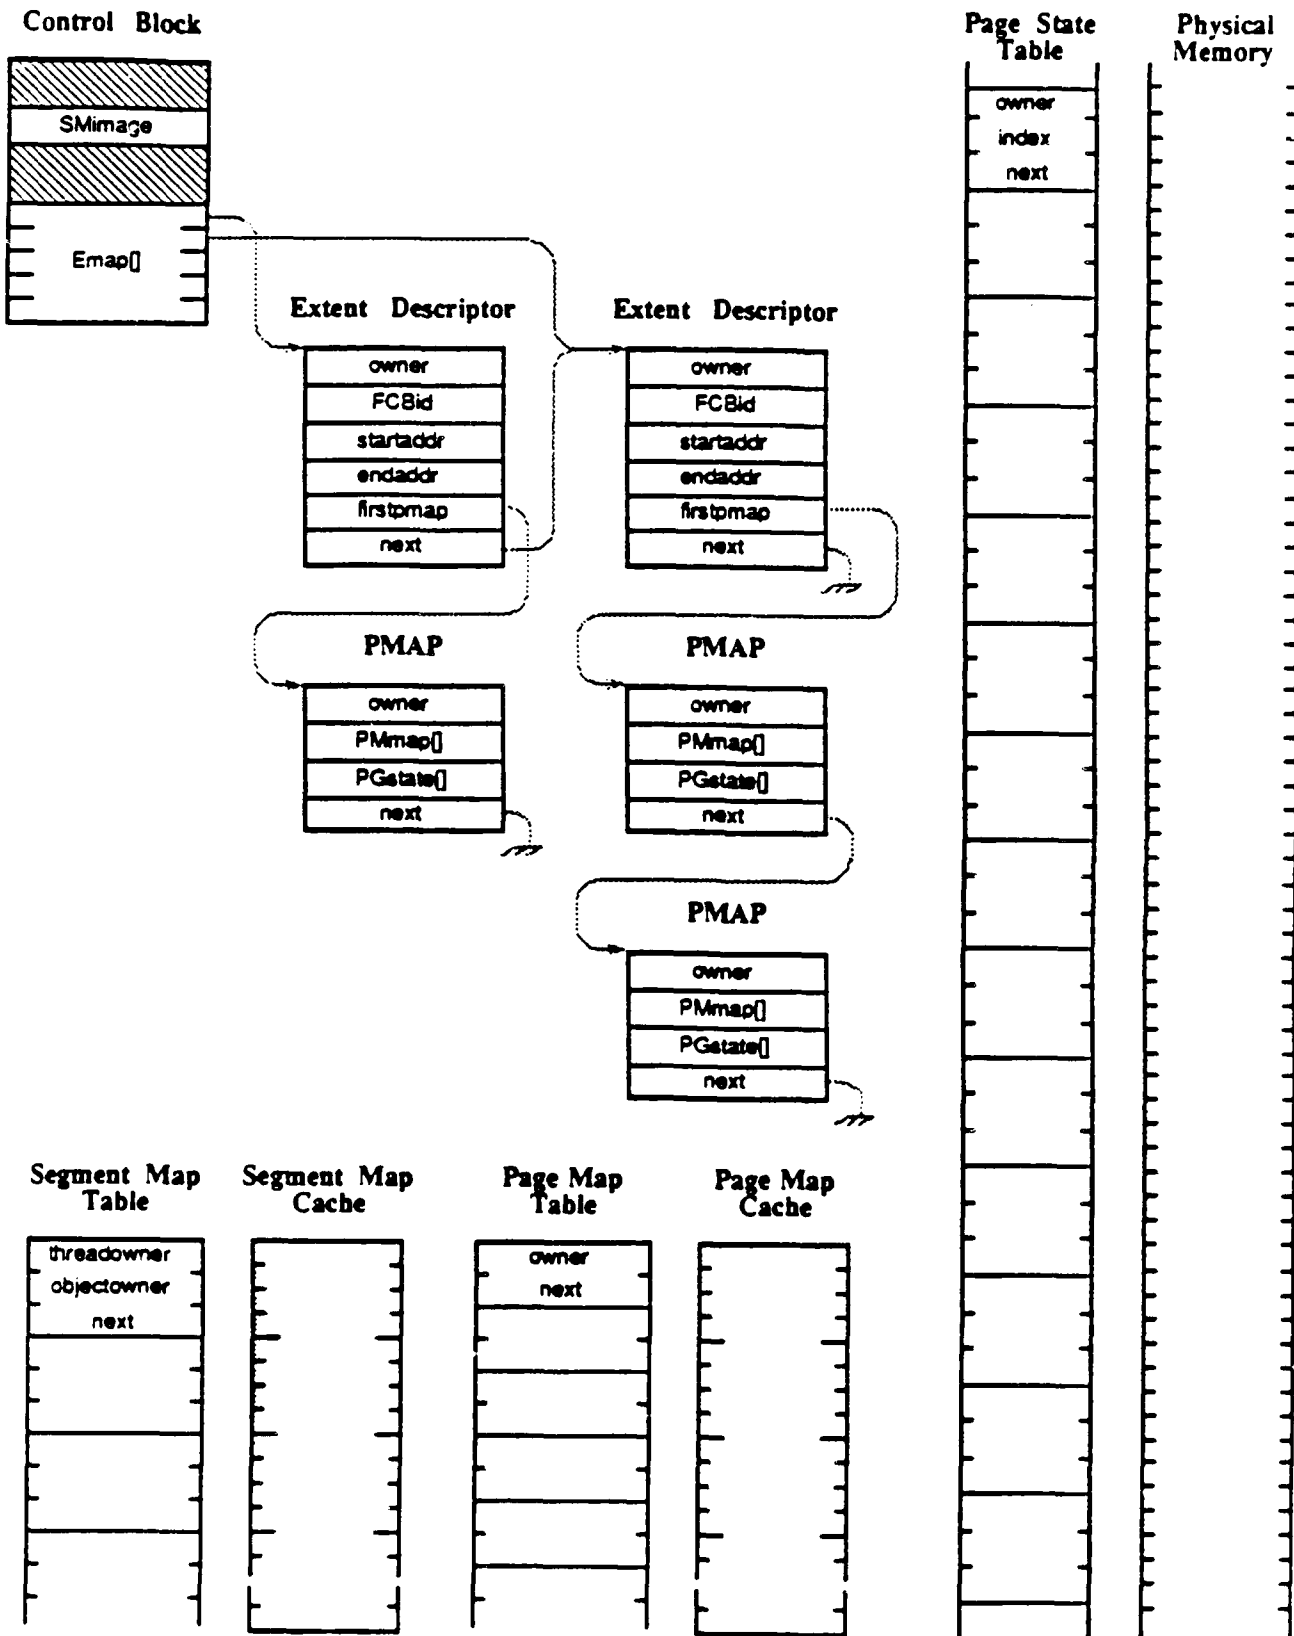 Control Block
SMimage
Emap[]
Extent Descriptor
owner
FCBid
startaddr
endaddr
firstpmap
next
Extent Descriptor
owner
FCBid
startaddr
endaddr
firstpmap
next
PMAP
owner
PMmap[]
PGstate[]
next
PMAP
owner
PMmap[]
PGstate[]
next
PMAP
owner
PMmap[]
PGstate[]
next
Page State
Table
owner
index
next
Physical
Memory
Segment Map
Table
threadowner
objectowner
next
Segment Map
Cache
Page Map
Table
owner
next
Page Map
Cache